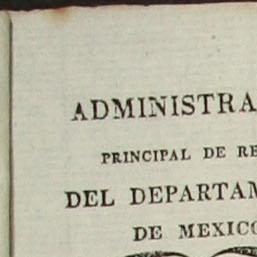 ADMINISTRA
PRINCIPAL DE RE
DEL DEPARTAM
DE MEXICO